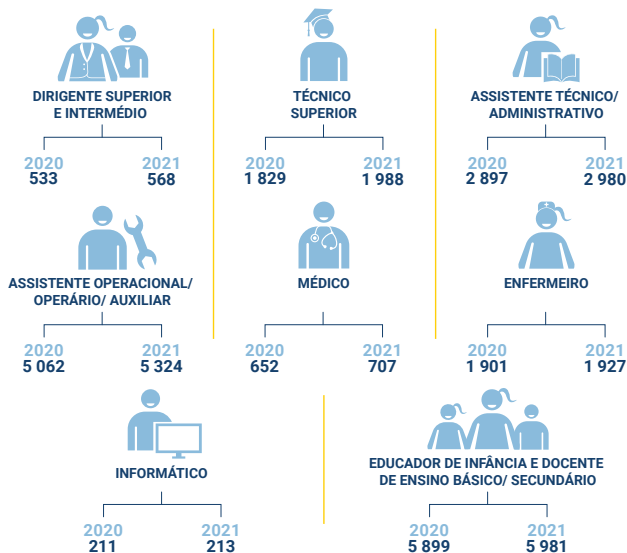 DIRIGENTE SUPERIOR
E INTERMÉDIO
2020
533
2021
568
TÉCNICO
SUPERIOR
2020
1 829
2021
1 988
ASSISTENTE TÉCNICO/
ADMINISTRATIVO
2020
2 897
2021
2 980
ASSISTENTE OPERACIONAL/
OPERÁRIO/ AUXILIAR
2020
5 062
2021
5 324
MÉDICO
2020
652
2021
707
ENFERMEIRO
2020
1 901
2021
1 927
INFORMÁTICO
2020
211
2021
213
EDUCADOR DE INFÂNCIA E DOCENTE
DE ENSINO BÁSICO/ SECUNDÁRIO
2020
5 899
2021
5 981